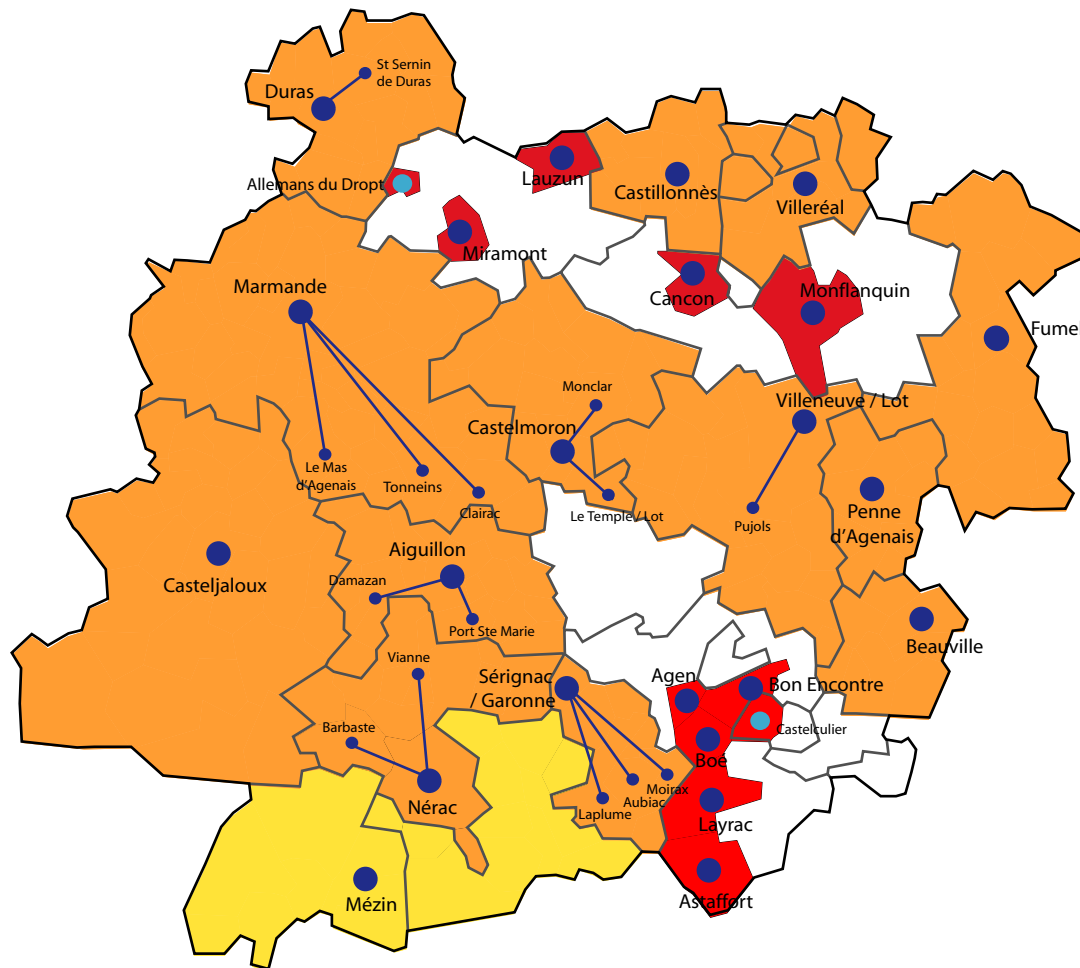 St Sernin
de Duras
Duras
Allemans du Dropt
Lauzun
Castillonnès
Villeréal
Miramont
Cancon
Monflanquin
Marmande
Fumel
Monclar
Villeneuve / Lot
Castelmoron
Le Mas
d'Agenais
Tonneins
Clairac
Le Temple / Lot
Pujols
Penne
d'Agenais
Aiguillon
Casteljaloux
Damazan
Port Ste Marie
Beauville
Vianne
Sérignac
/ Garonne
Agen
Bon Encontre
Barbaste
Castelculier
Boé
Moirax
Aubiac
Nérac
Laplume
Layrac
Mézin
Astaffort